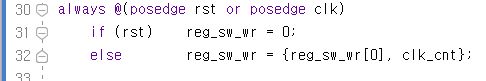 30 always @(posedge rst or posedge clk)
31 if (rst) reg_sw_wr = 0;
32 else reg_sw_wr = {reg_sw_wr[0], clk_cnt};
33